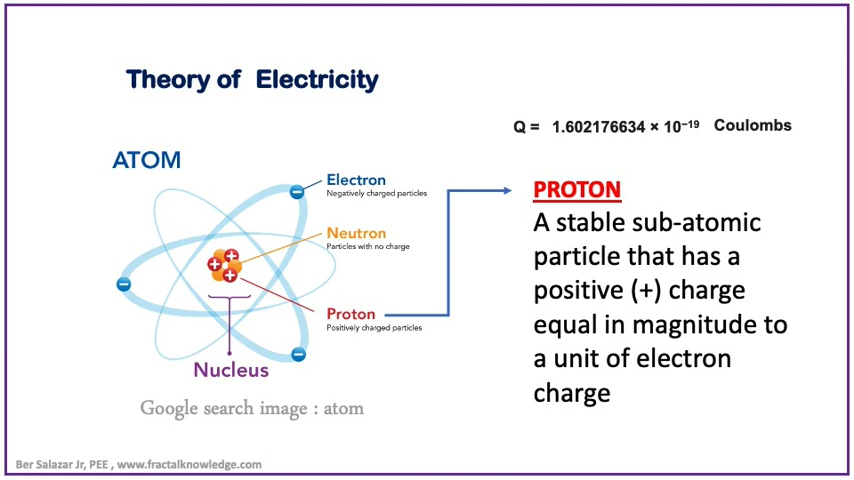 Theory of Electricity
Q = 1.602176634 × 10⁻¹⁹ Coulombs
ATOM
Electron
Negatively charged particles
Neutron
Particles with no charge
Proton
Positively charged particles
Nucleus
Google search image : atom
PROTON
A stable sub-atomic
particle that has a
positive (+) charge
equal in magnitude to
a unit of electron
charge
Ber Salazar Jr, PEE , www.fractalknowledge.com